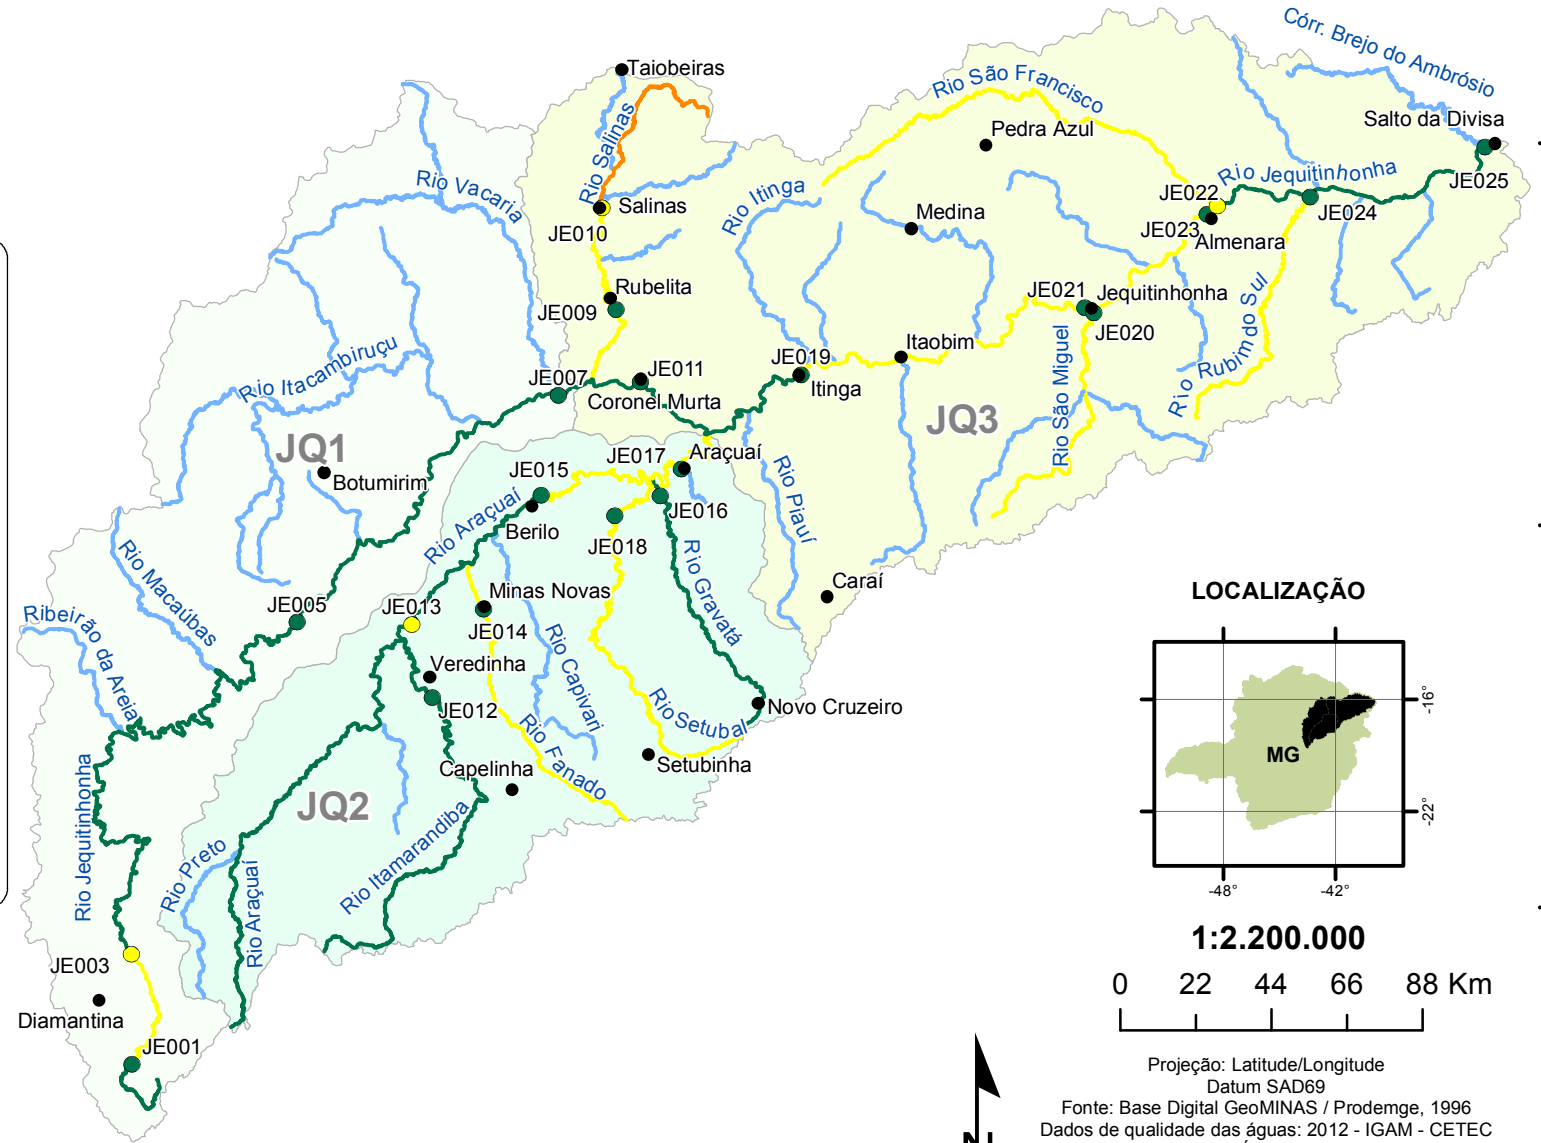 Córr. Brejo do Ambrósio
Taiobeiras
Rio São Francisco
Salto da Divisa
Pedra Azul
Rio Salinas
Rio Vacaria
Rio Itinga
Rio Jequitinhonha
JE025
JE022
JE024
Salinas
Medina
JE010
JE023
Almenara
Rubelita
JE009
JE021
Jequitinhonha
JE020
Rio Itacambiruçu
Itaobim
Rio São Miguel
Rio Rubim do Sul
JE007
JE011
Coronel Murta
JE019
Itinga
JQ3
JQ1
Botumirim
JE015
JE017
Araçuaí
Rio Araçuaí
Berilo
JE016
Rio Piauí
JE018
Rio Macaúbas
Rio Gravatá
Caraí
LOCALIZAÇÃO
Ribeirão da Areia
JE005
JE013
Minas Novas
JE014
Rio Capivari
Veredinha
JE012
Novo Cruzeiro
Rio Setubal
Rio Fanado
Setubinha
-16°
MG
Rio Jequitinhonha
Capelinha
JQ2
-22°
Rio Itamarandiba
Rio Preto
Rio Araçuaí
-48°
-42°
1:2.200.000
JE003
0 22 44 66 88 Km
Diamantina
JE001
Projeção: Latitude/Longitude
Datum SAD69
Fonte: Base Digital GeoMINAS / Prodemge, 1996
Dados de qualidade das águas: 2012 - IGAM - CETEC